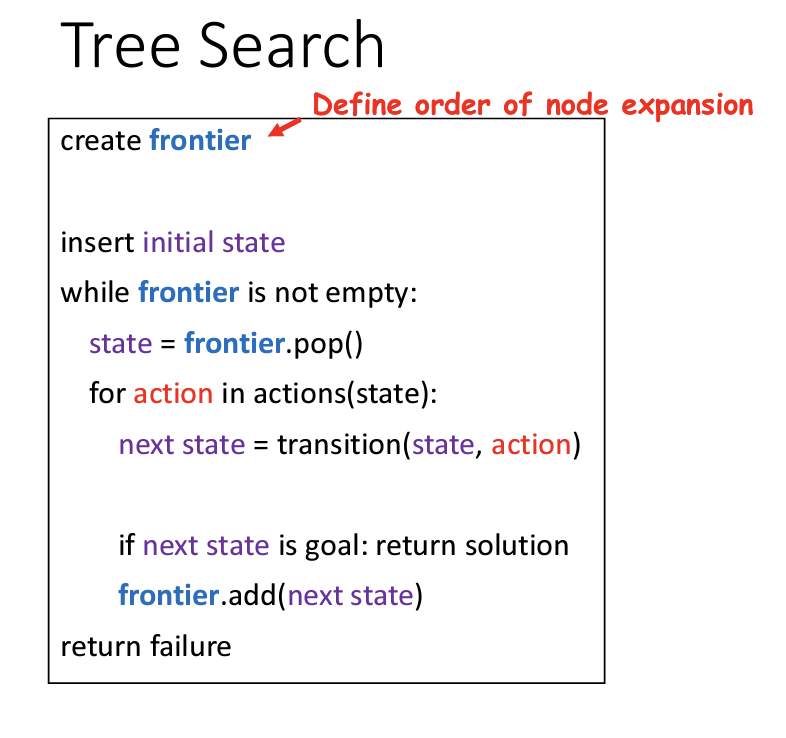 Tree Search
Define order of node expansion
create frontier
insert initial state
while frontier is not empty:
state = frontier.pop()
for action in actions(state):
next state = transition(state, action)
if next state is goal: return solution
frontier.add(next state)
return failure